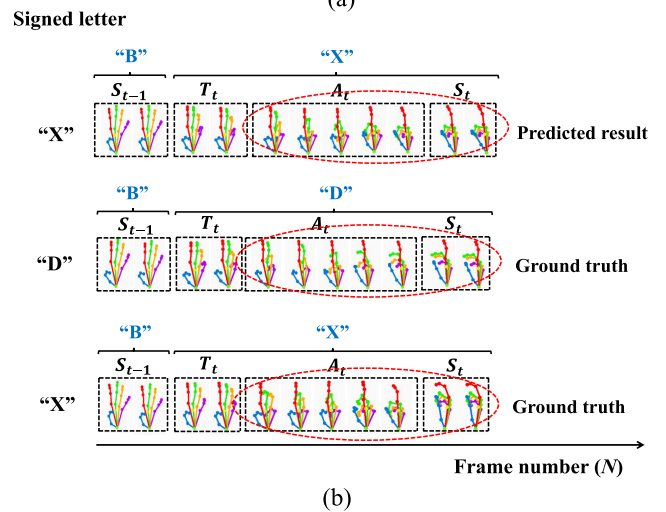 (a)
Signed letter
“B” “X”
S_{t-1} T_t A_t S_t
“X” Predicted result
“B” “D”
S_{t-1} T_t A_t S_t
“D” Ground truth
“B” “X”
S_{t-1} T_t A_t S_t
“X” Ground truth
Frame number (N)
(b)